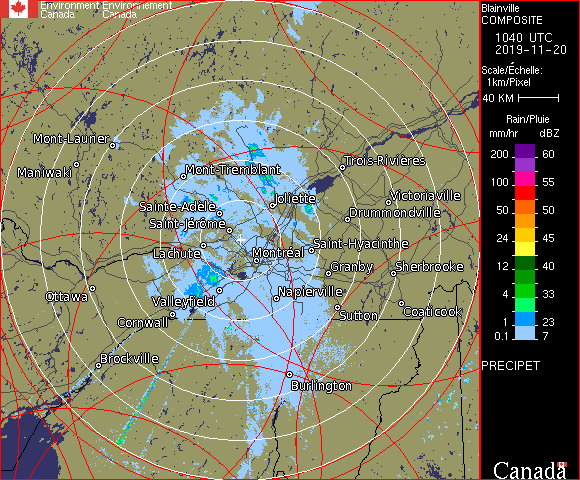 Environment Environnement
Canada Canada
Blainville
COMPOSITE
1040 UTC
2019-11-20
Scale/Échelle:
1km/Pixel
40 KM
Rain/Pluie
mm/hr dBZ
200 60
100 55
50 50
24 45
12 40
4 33
1 23
0.1 7
PRECIPET
Canada
Mont-Laurier
Maniwaki
Mont-Tremblant
Trois-Rivières
Sainte-Adèle
Joliette
Victoriaville
Drummondville
Saint-Jérôme
Lachute
Montréal
Saint-Hyacinthe
Granby
Sherbrooke
Ottawa
Valleyfield
Napierville
Cornwall
Sutton
Coaticook
Brockville
Burlington